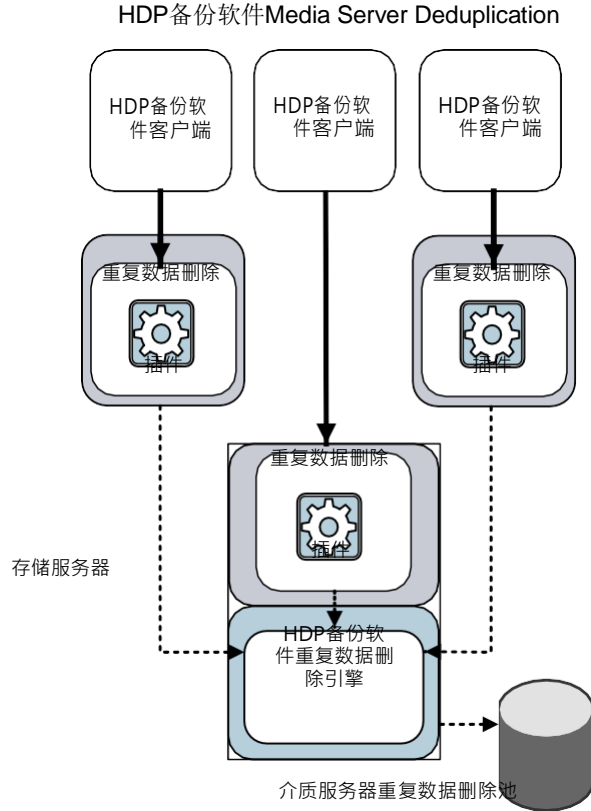 HDP备份软件Media Server Deduplication
HDP备份软
件客户端
HDP备份软
件客户端
HDP备份软
件客户端
重复数据删除
插件
重复数据删除
插件
重复数据删除
插件
存储服务器
HDP备份软
件重复数据删
除引擎
介质服务器重复数据删除池